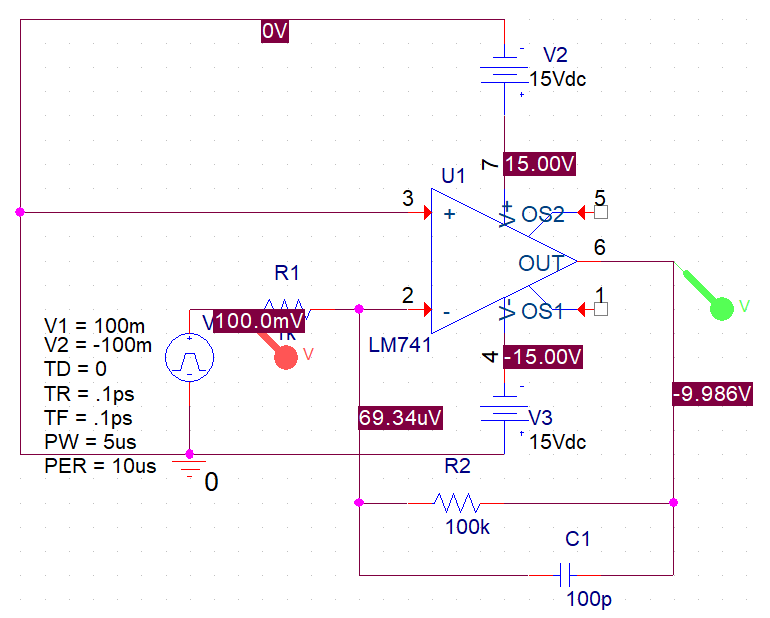 0V
V2
15Vdc
7
15.00V
U1
3
+
V+
OS2
5
6
OUT
R1
2
-
V-
OS1
1
V
100.0mV
1k
V
LM741
V
V1 = 100m
V2 = -100m
TD = 0
TR = .1ps
TF = .1ps
PW = 5us
PER = 10us
0
4
-15.00V
V3
15Vdc
69.34uV
-9.986V
R2
100k
C1
100p